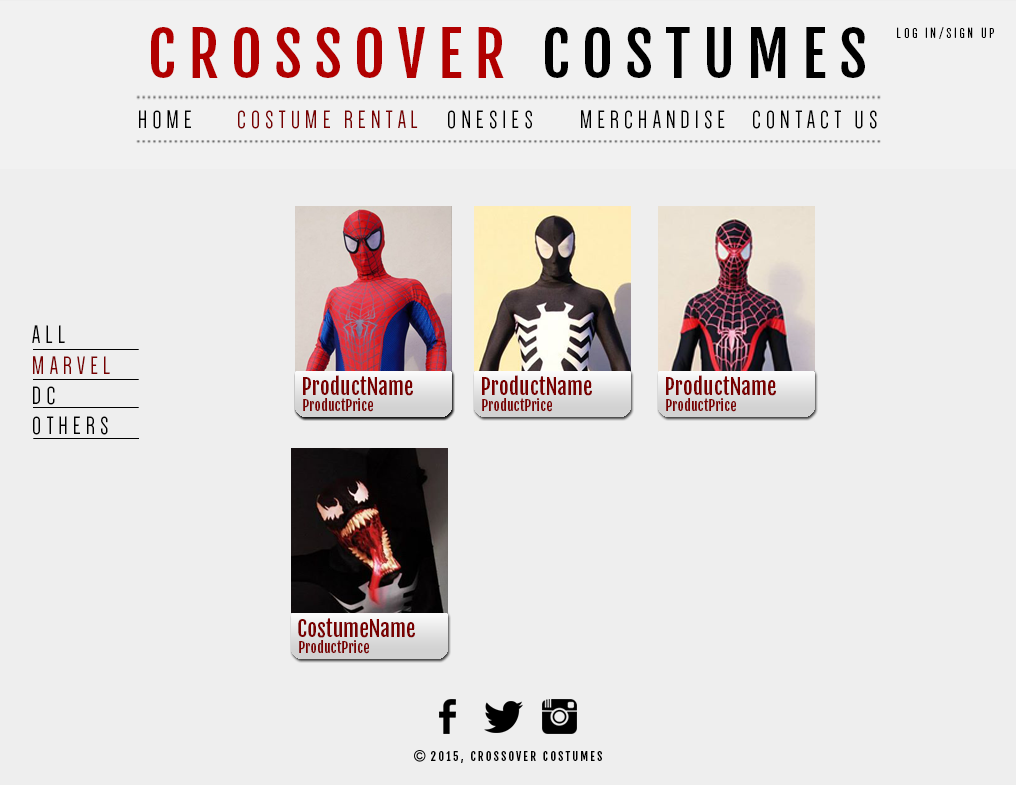 CROSSOVER COSTUMES
LOG IN/SIGN UP
HOME COSTUME RENTAL ONESIES MERCHANDISE CONTACT US
ALL
MARVEL
DC
OTHERS
ProductName
ProductPrice
ProductName
ProductPrice
ProductName
ProductPrice
CostumeName
ProductPrice
© 2015, CROSSOVER COSTUMES